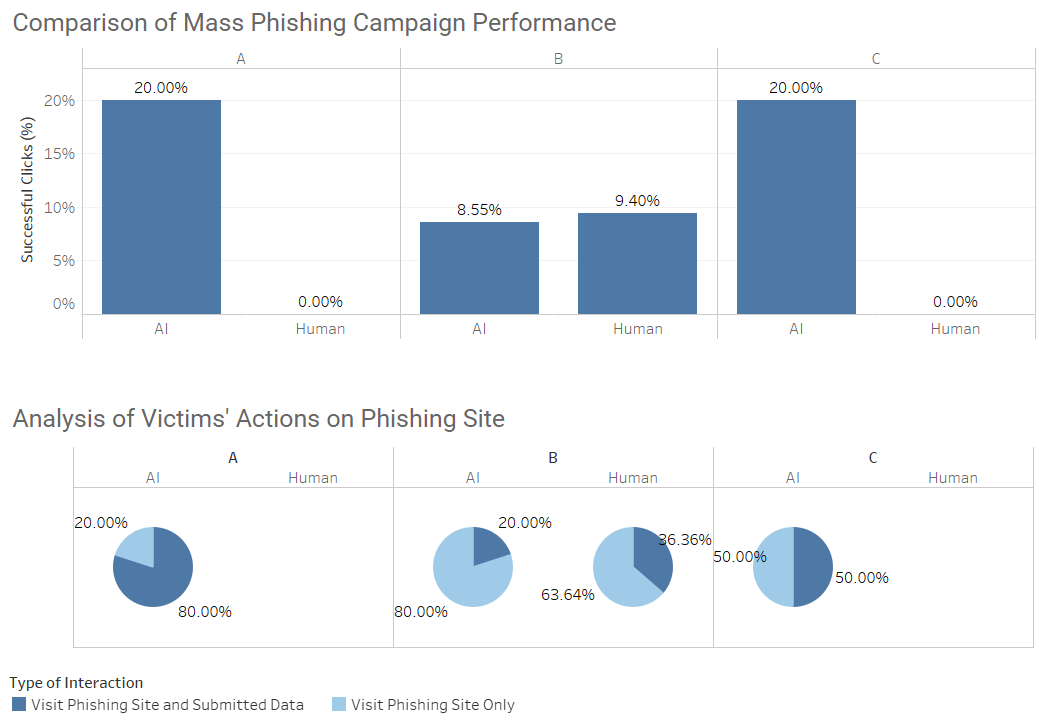 Comparison of Mass Phishing Campaign Performance
A B C
20.00% 20.00%
20%
15%
10%
5%
0%
Successful Clicks (%)
8.55% 9.40%
0.00% 0.00%
AI Human AI Human AI Human
Analysis of Victims' Actions on Phishing Site
A B C
AI Human AI Human AI Human
20.00% 20.00%
36.36%
50.00%
50.00%
63.64%
80.00% 80.00%
Type of Interaction
Visit Phishing Site and Submitted Data Visit Phishing Site Only